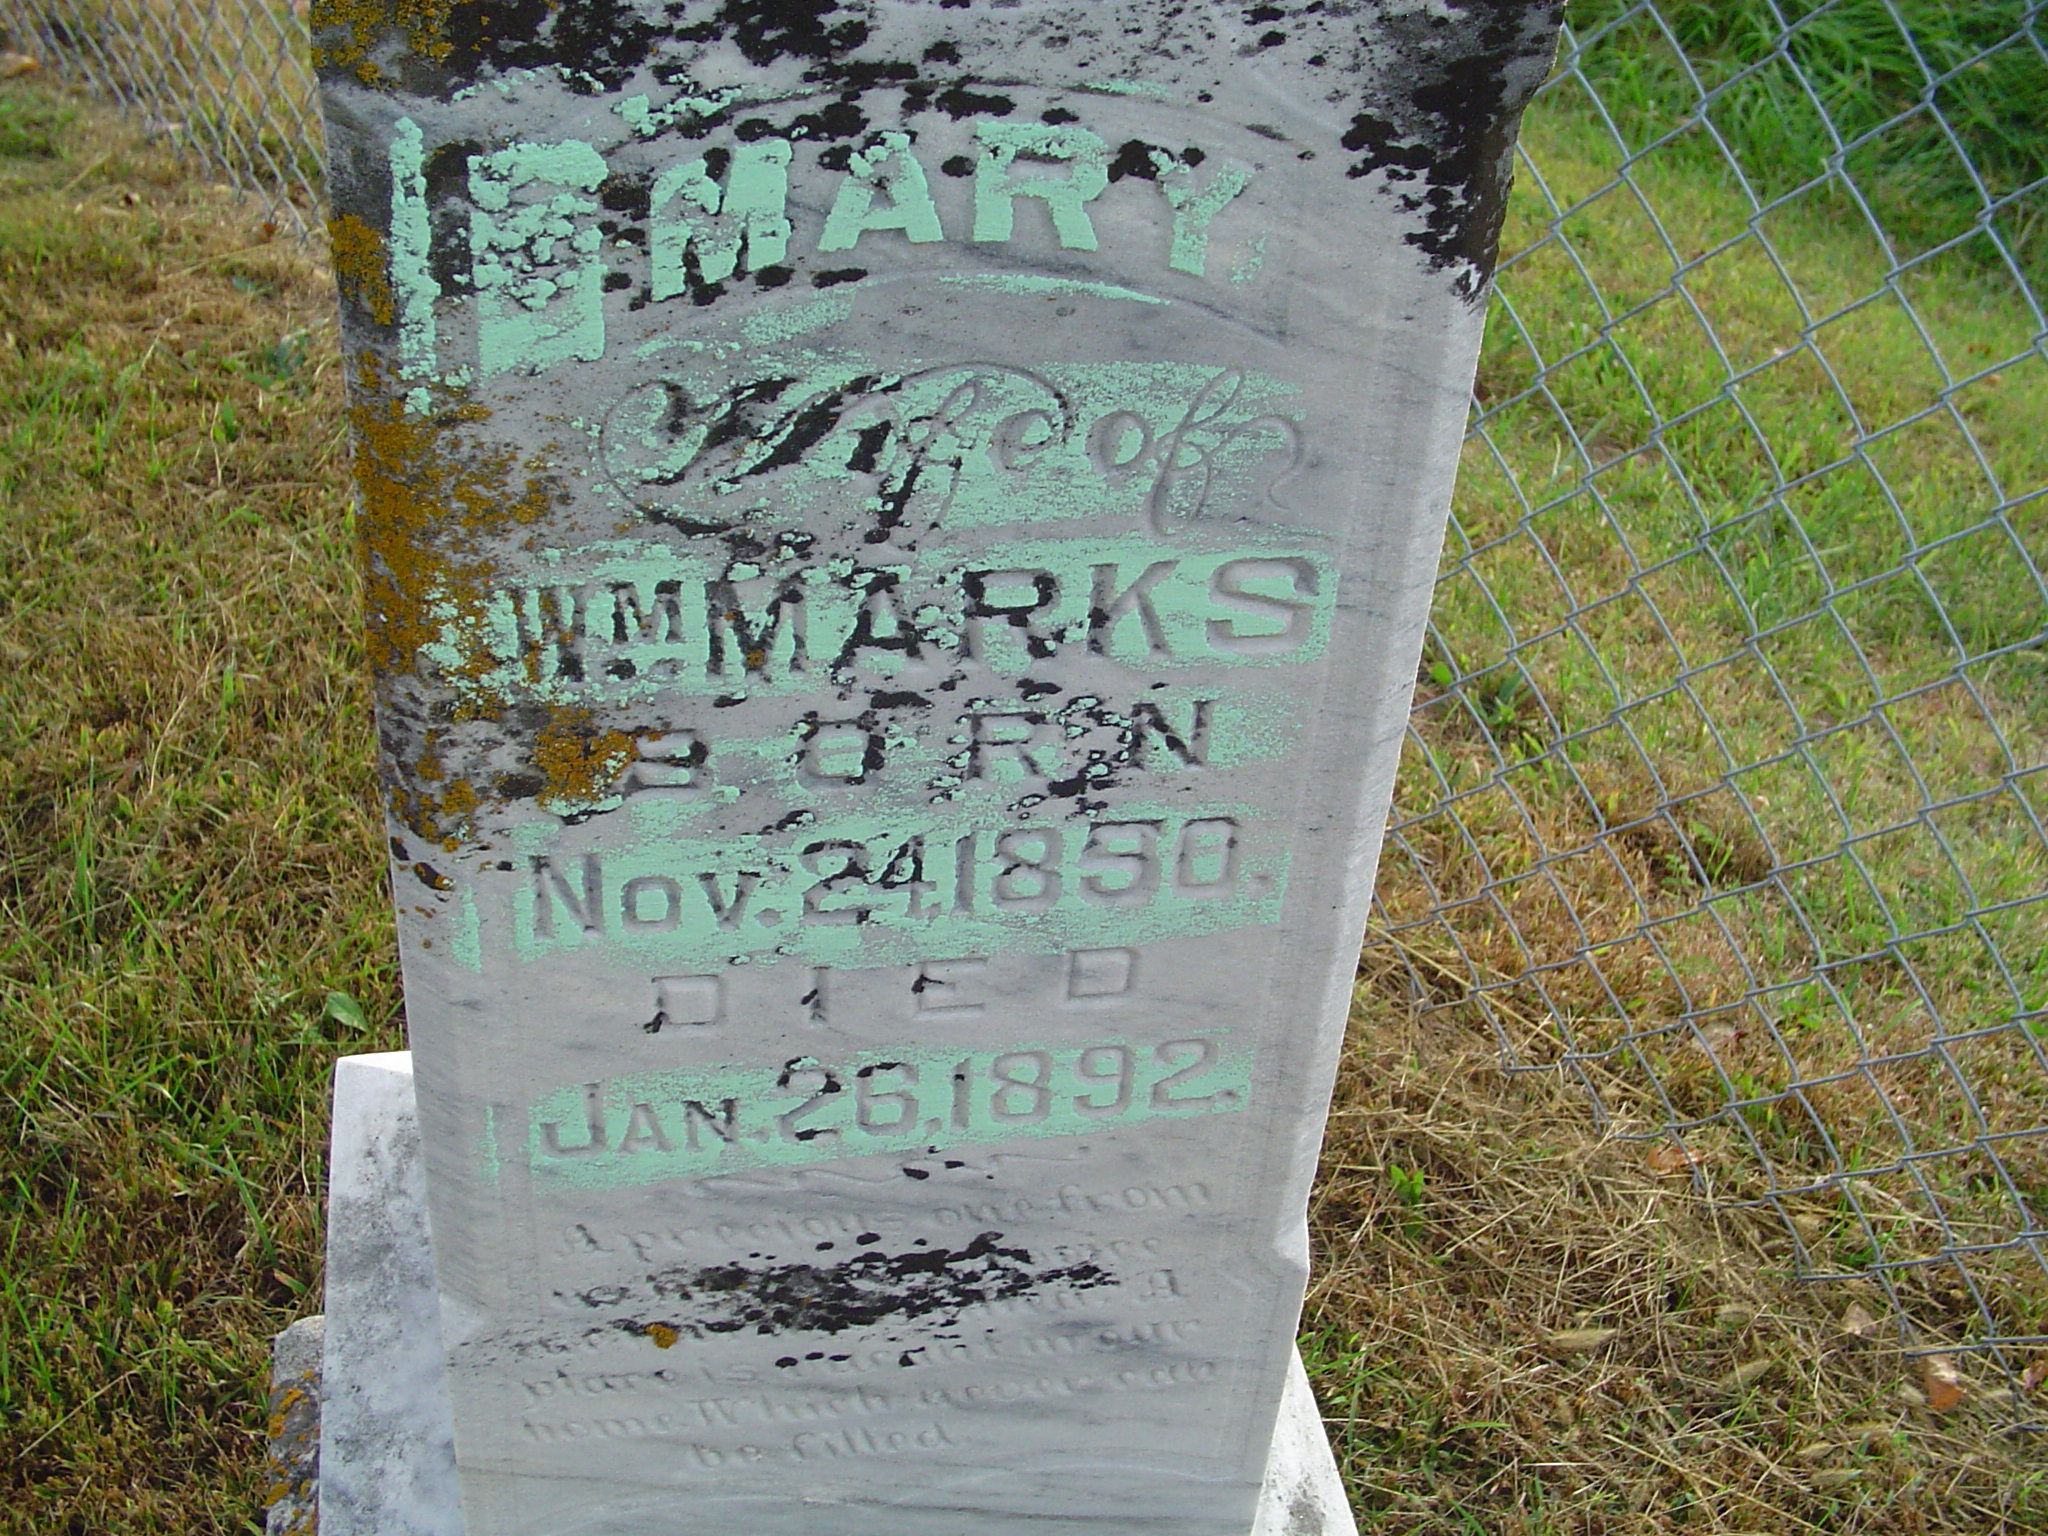 MARY,
Wife of
WM MARKS
BORN
Nov. 24, 1850.
DIED
JAN. 26, 1892.
A precious one from
A
place is vacant in our
home Which never can
be filled.